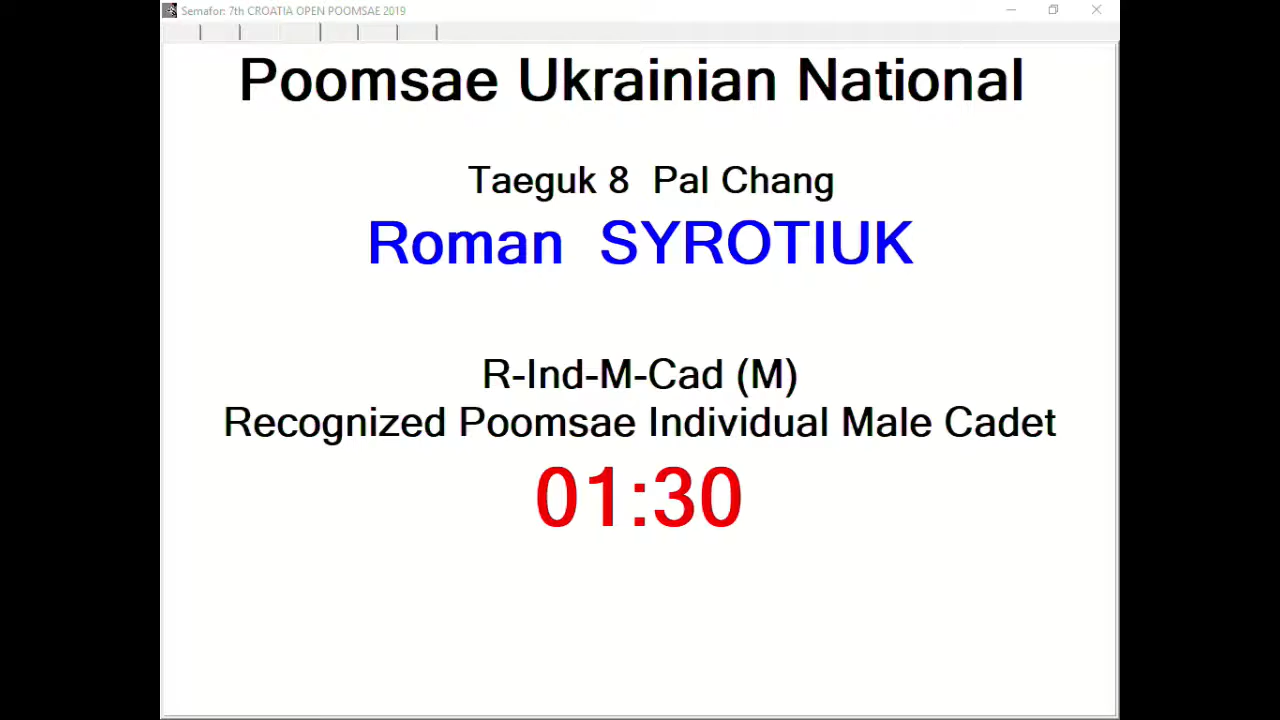 Semafor: 7th CROATIA OPEN POOMSAE 2019
Poomsae Ukrainian National
Taeguk 8 Pal Chang
Roman SYROTIUK
R-Ind-M-Cad (M)
Recognized Poomsae Individual Male Cadet
01:30